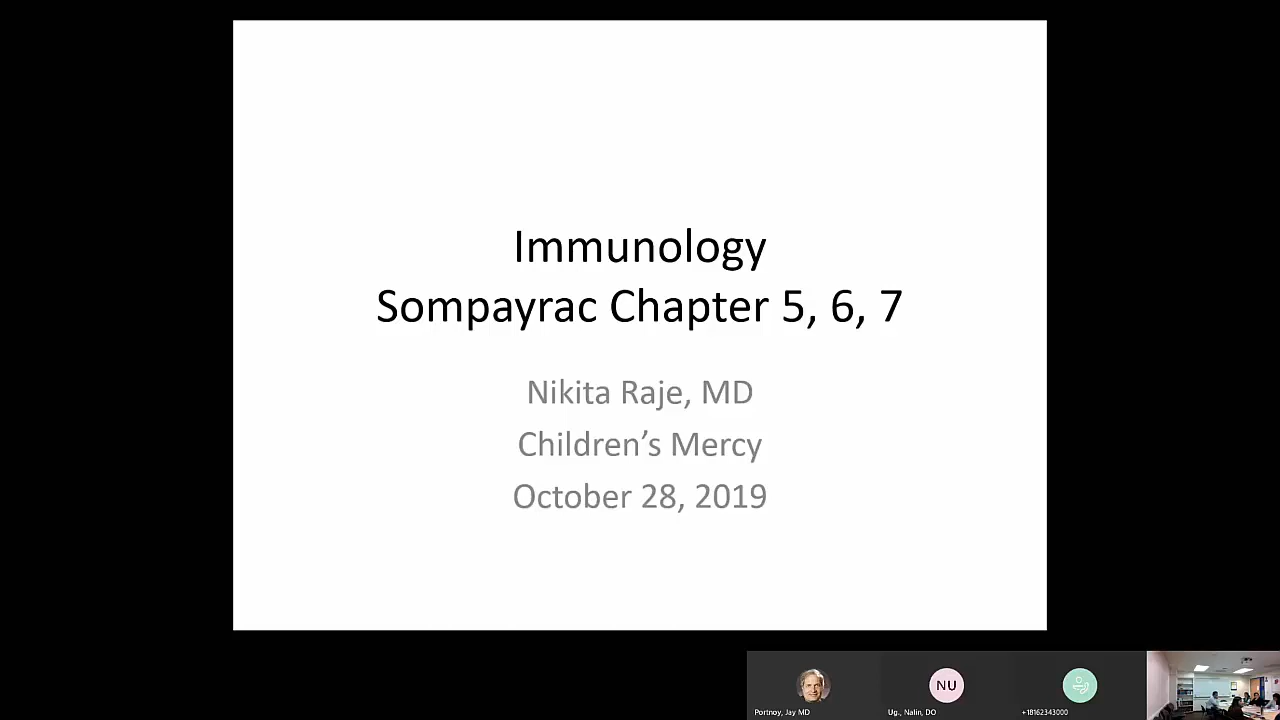 Immunology
Sompayrac Chapter 5, 6, 7
Nikita Raje, MD
Children's Mercy
October 28, 2019
NU
Portnoy, Jay MD
Ug., Nalin, DO
+18162343000